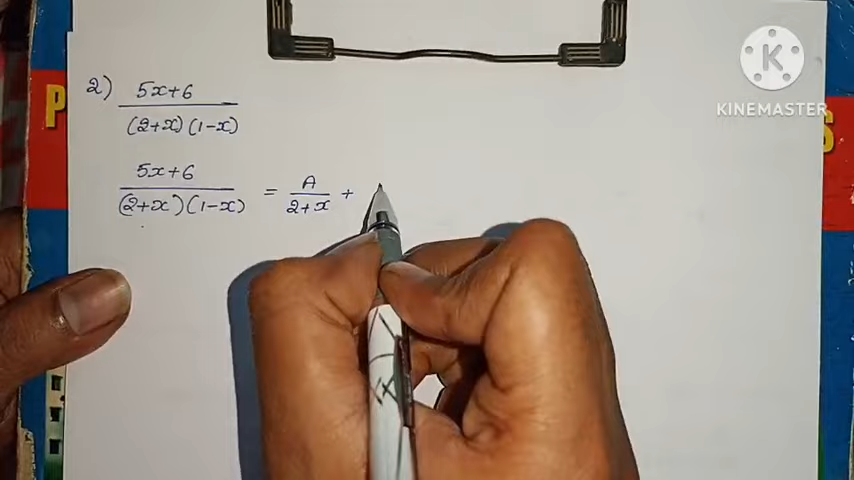 2) 5x+6
(2+x)(1-x)
5x+6
(2+x)(1-x) = A/2+x +
K
KINEMASTER
P
S